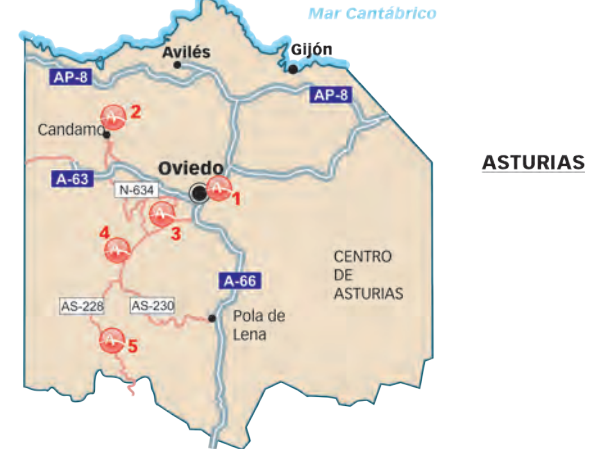 Mar Cantábrico
Avilés
Gijón
AP-8
AP-8
2
Candamo
ASTURIAS
Oviedo
A-63
N-634
1
3
4
CENTRO
DE
ASTURIAS
A-66
AS-228
AS-230
Pola de
Lena
5